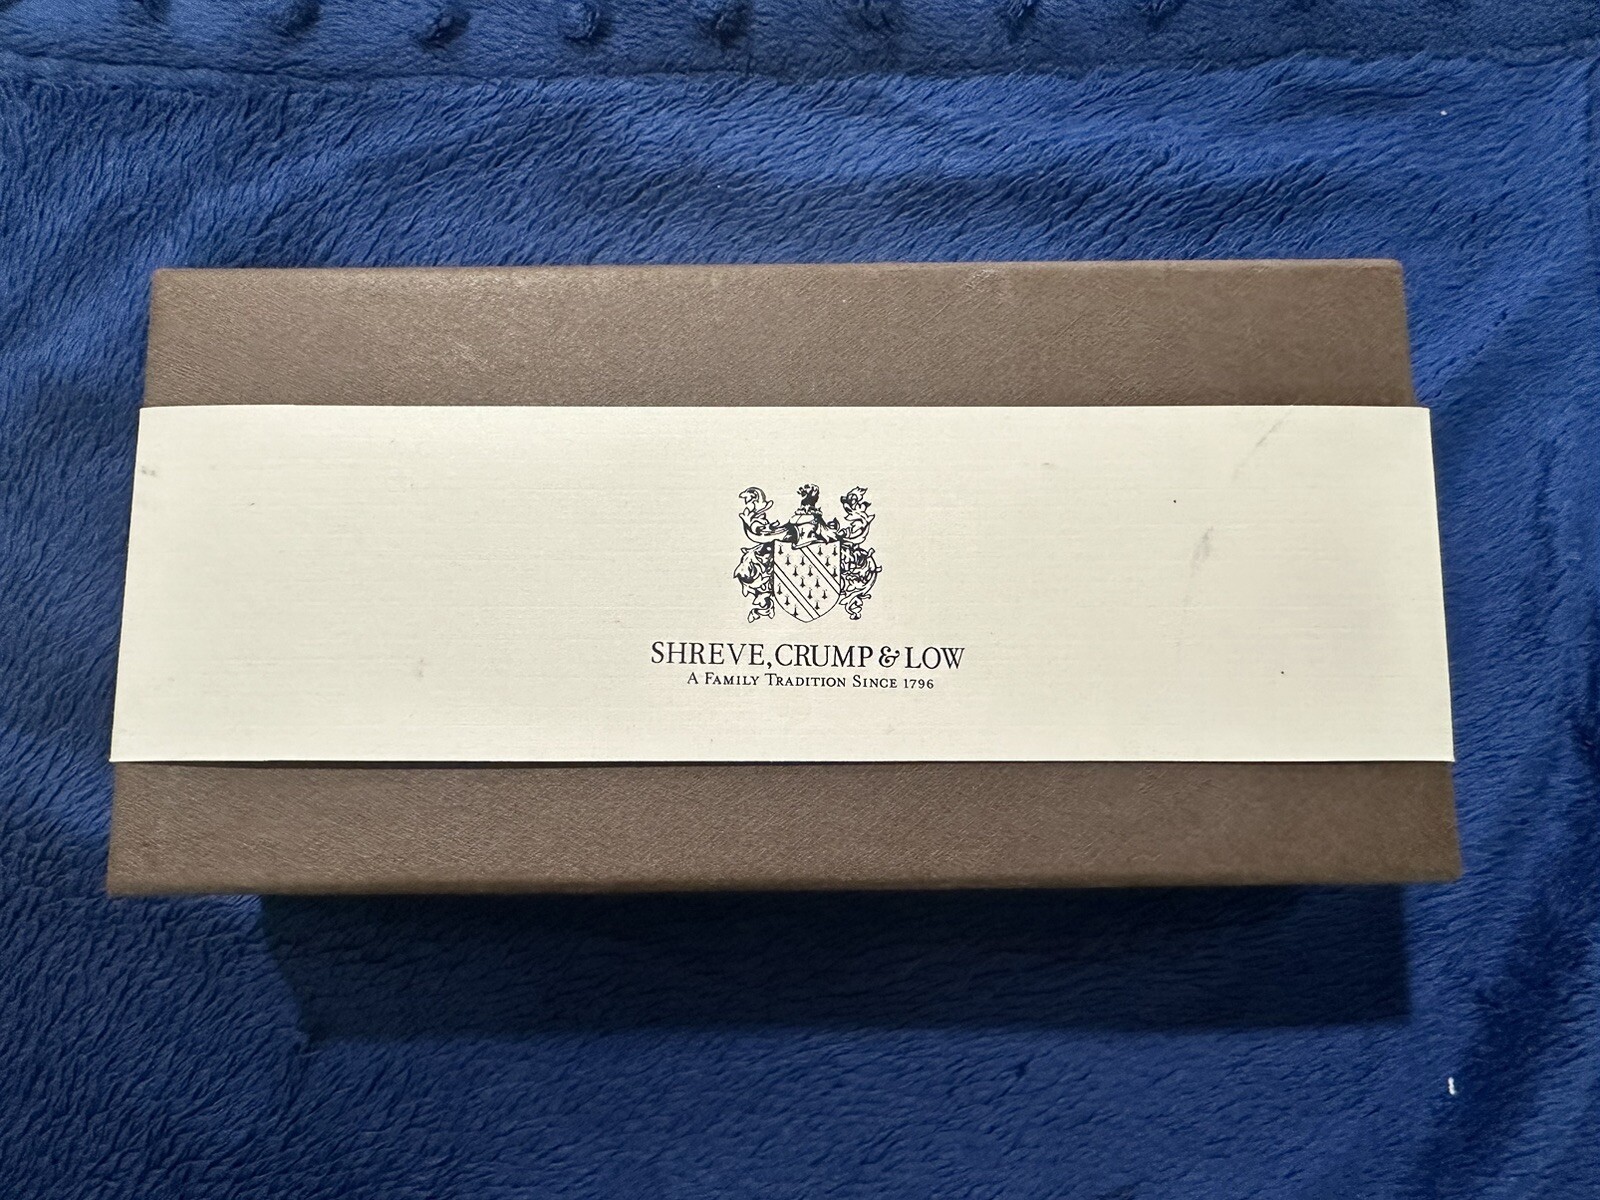 SHREVE, CRUMP & LOW
A FAMILY TRADITION SINCE 1796